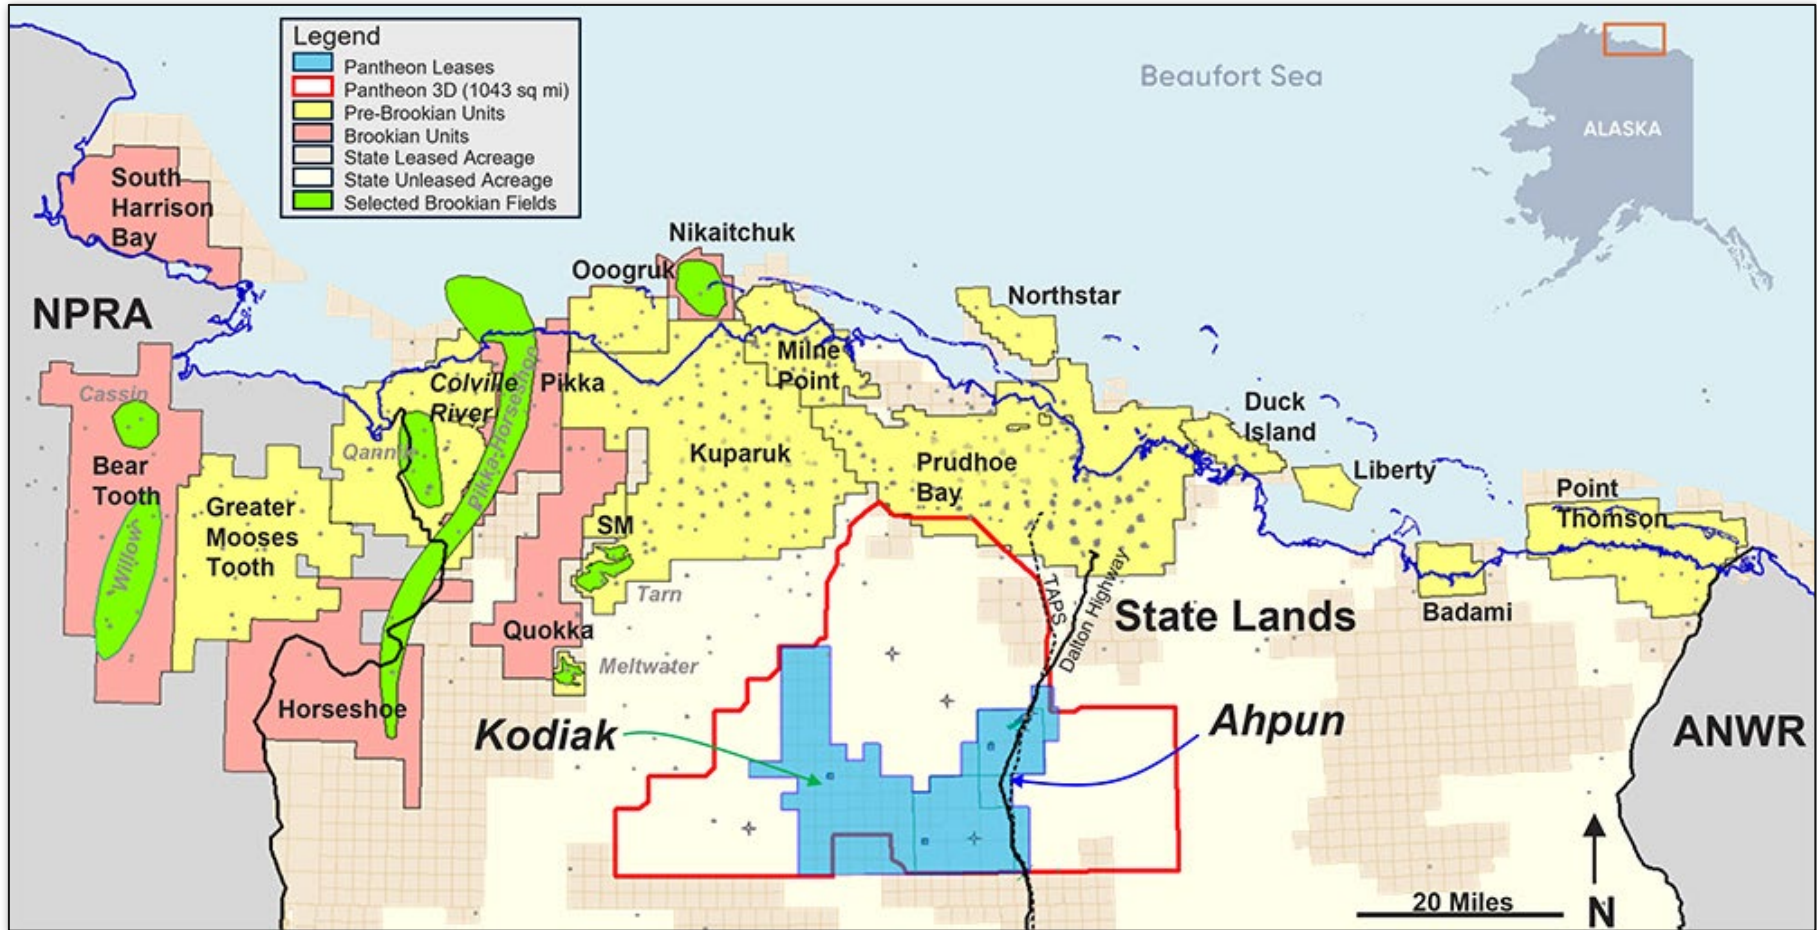 Legend
Pantheon Leases
Pantheon 3D (1043 sq mi)
Pre-Brookian Units
Brookian Units
State Leased Acreage
State Unleased Acreage
Selected Brookian Fields
Beaufort Sea
ALASKA
South
Harrison
Bay
NPRA
Nikaitchuk
Ooogruk
Northstar
Milne
Point
Colville
River
Pikka
Pikka-Horseshoe
Cassin
Qannik
Bear
Tooth
Willow
Greater
Mooses
Tooth
Kuparuk
Prudhoe
Bay
Duck
Island
Liberty
Point
Thomson
SM
Tarn
Badami
TAPS
Dalton Highway
State Lands
Quokka
Meltwater
Horseshoe
Kodiak
Ahpun
ANWR
20 Miles
N